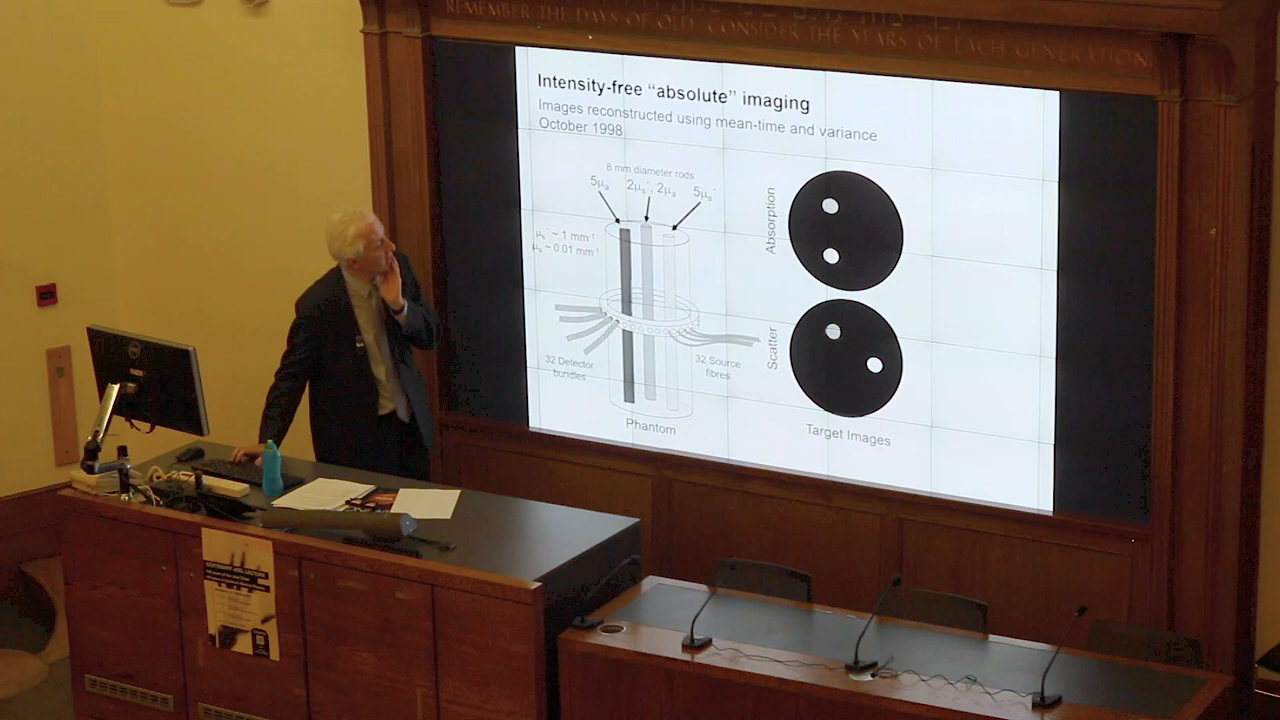 REMEMBER THE DAYS OF OLD CONSIDER THE YEARS OF EACH GENERATION
Intensity-free “absolute” imaging
Images reconstructed using mean-time and variance
October 1998
8 mm diameter rods
5μa 2μs′, 2μa 5μs′
μs′ ~ 1 mm-1
μa ~ 0.01 mm-1
32 Detector
bundles
32 Source
fibres
Phantom
Absorption
Scatter
Target Images
DELL